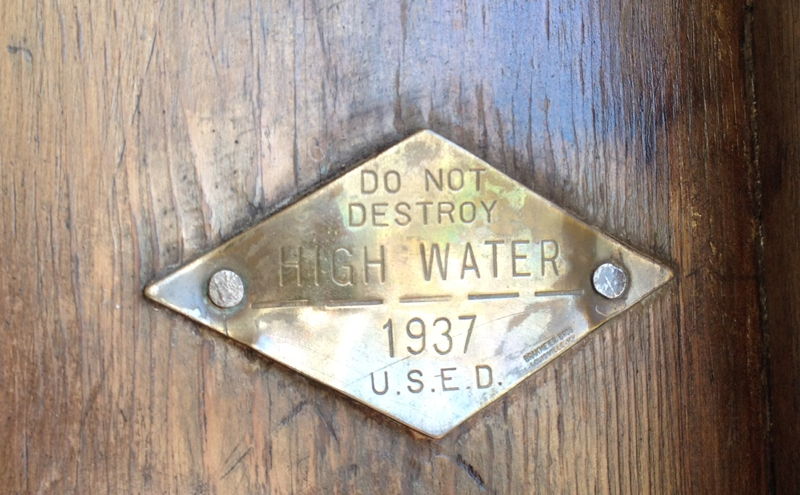 DO NOT
DESTROY
HIGH WATER
1937
U.S.E.D.